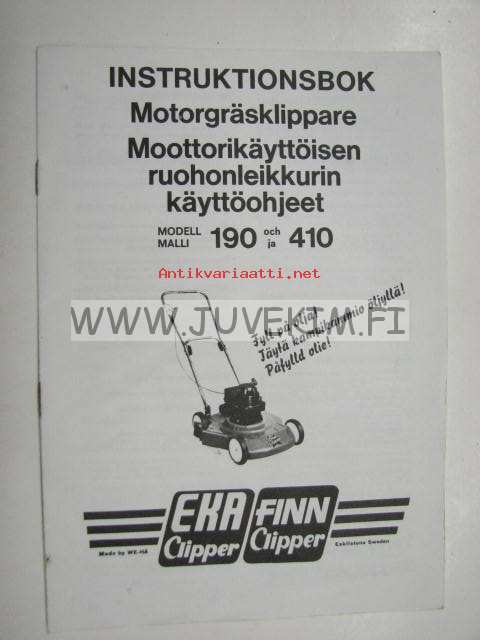 INSTRUKTIONSBOK
Motorgräsklippare
Moottorikäyttöisen
ruohonleikkurin
käyttöohjeet
MODELL 190 och 410
MALLI ja
Antikvariaatti.net
WWW.JUVEKIM.FI
Fyll på olja!
Täytä kampikammio öljyllä!
Påfylld olie!
EKA FINN
Clipper Clipper
Made by WE-HÅ
Eskilstuna Sweden